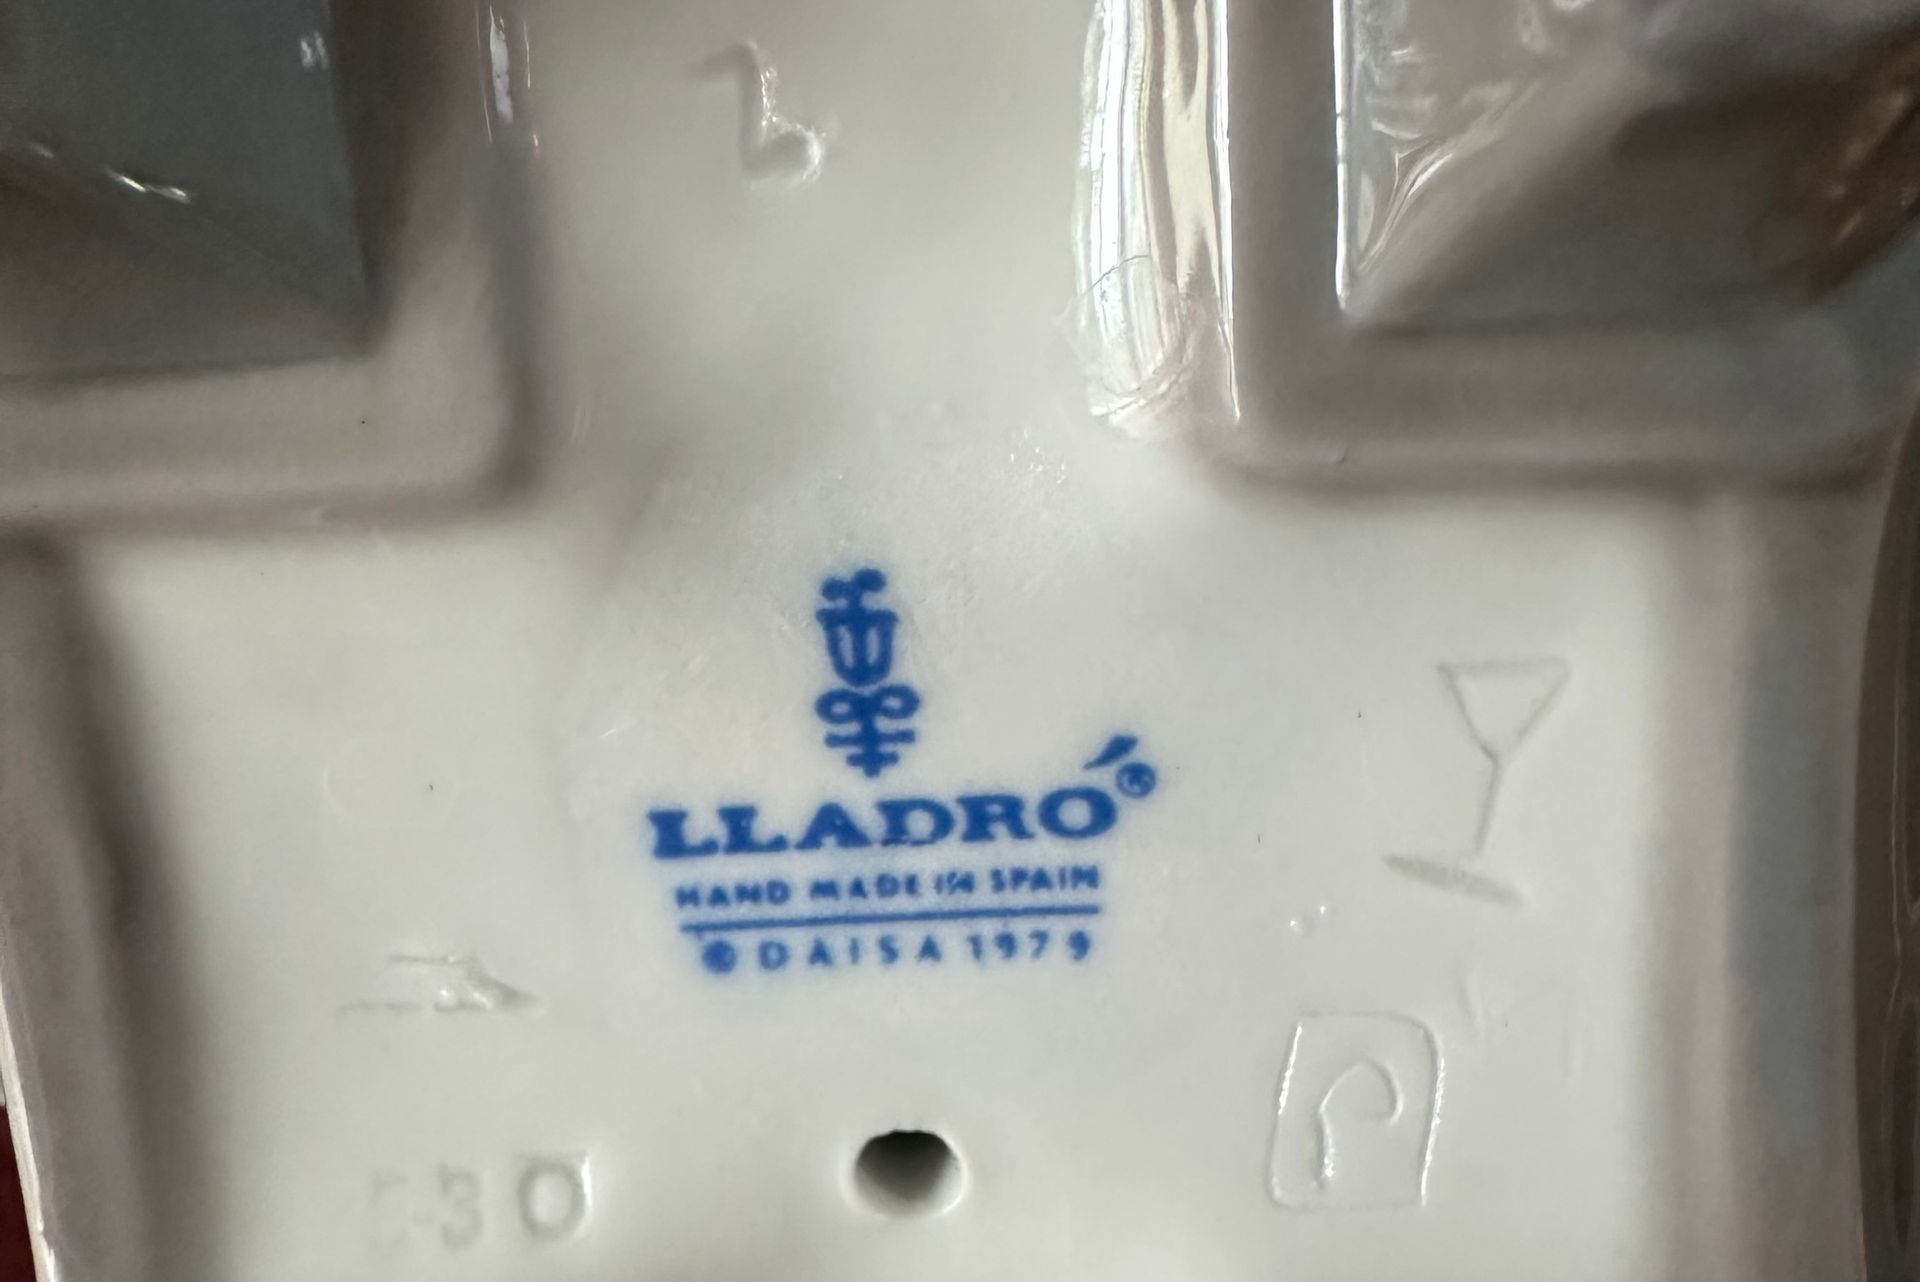 LLADRÓ®
HAND MADE IN SPAIN
© DAISA 1979